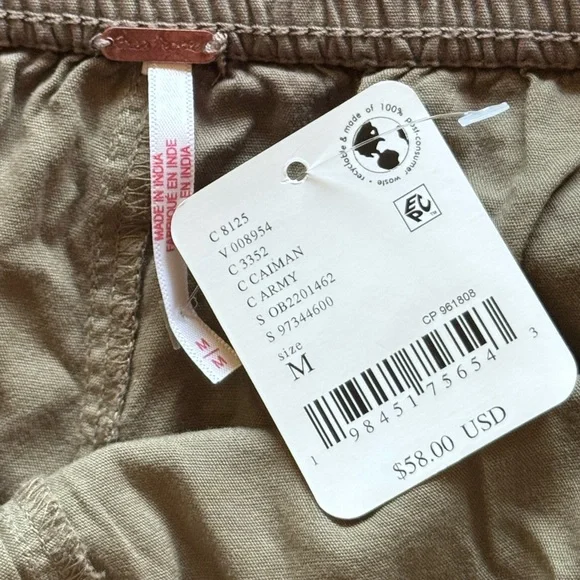 MADE IN INDIA
FABRIQUÉ EN INDE
EN INDIA
M
M
recyclable & made of 100% post-consumer waste
EcPC
C 8125
V 008954
C 3352
C CAIMAN
C ARMY
S OB2201462
S 97344600
size
M
CP 961808
1 98451 75654 3
$58.00 USD